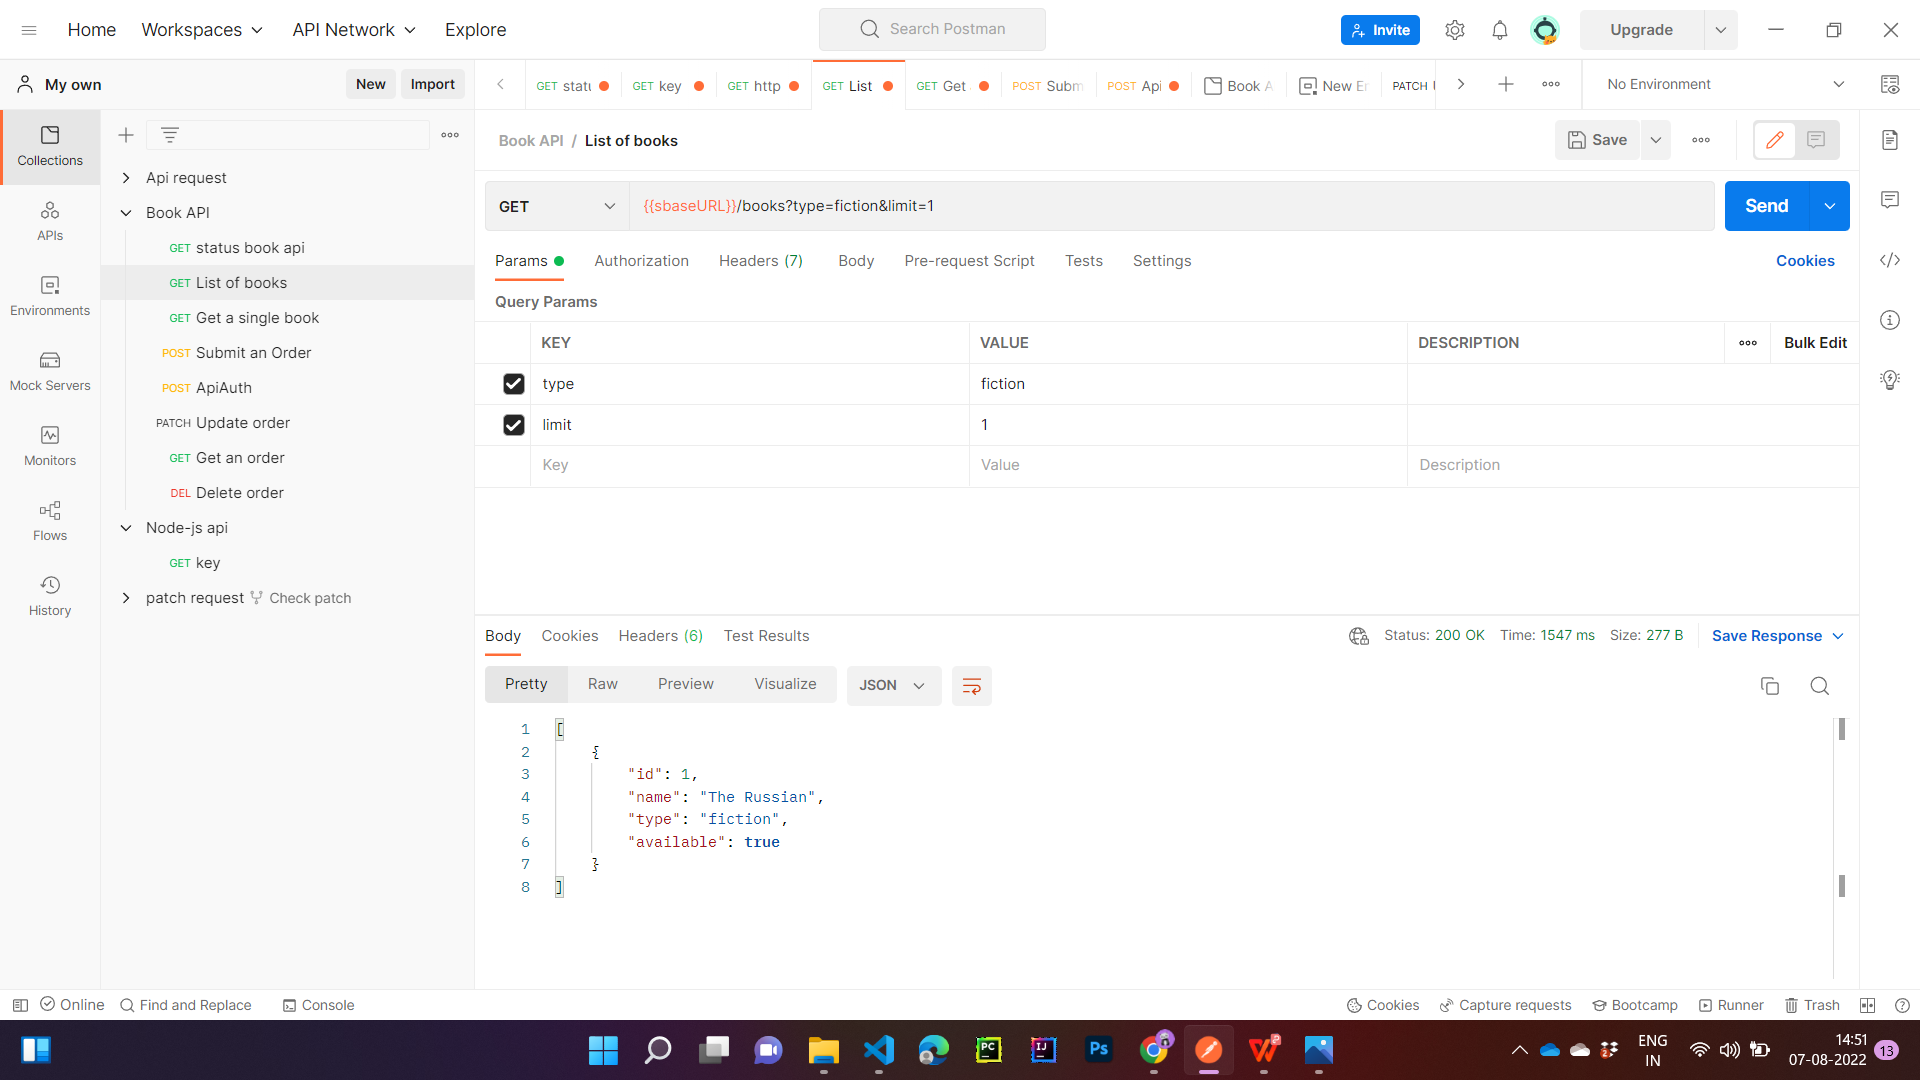 Home Workspaces API Network Explore Search Postman Invite Upgrade
My own New Import GET statu GET key GET http GET List GET Get POST Subm POST Api Book A New En PATCH No Environment
Collections
APIs
Environments
Mock Servers
Monitors
Flows
History
Api request
Book API
GET status book api
GET List of books
GET Get a single book
POST Submit an Order
POST ApiAuth
PATCH Update order
GET Get an order
DEL Delete order
Node-js api
GET key
patch request Check patch
Book API / List of books Save
GET {{sbaseURL}}/books?type=fiction&limit=1 Send
Params Authorization Headers (7) Body Pre-request Script Tests Settings Cookies
Query Params
KEY VALUE DESCRIPTION Bulk Edit
type fiction
limit 1
Key Value Description
Body Cookies Headers (6) Test Results Status: 200 OK Time: 1547 ms Size: 277 B Save Response
Pretty Raw Preview Visualize JSON
1 [
2 {
3 "id": 1,
4 "name": "The Russian",
5 "type": "fiction",
6 "available": true
7 }
8 ]
Online Find and Replace Console Cookies Capture requests Bootcamp Runner Trash
PC IJ Ps ENG 14:51
IN 07-08-2022 13